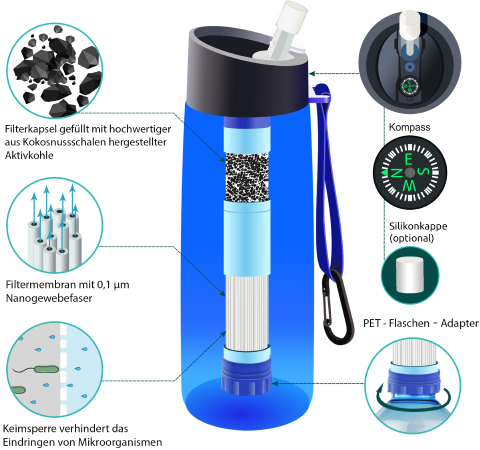 Filterkapsel gefüllt mit hochwertiger
aus Kokosnussschalen hergestellter
Aktivkohle
Filtermembran mit 0,1 μm
Nanogewebefaser
Keimsperre verhindert das
Eindringen von Mikroorganismen
Kompass
E
N
S
W
Silikonkappe
(optional)
PET - Flaschen - Adapter